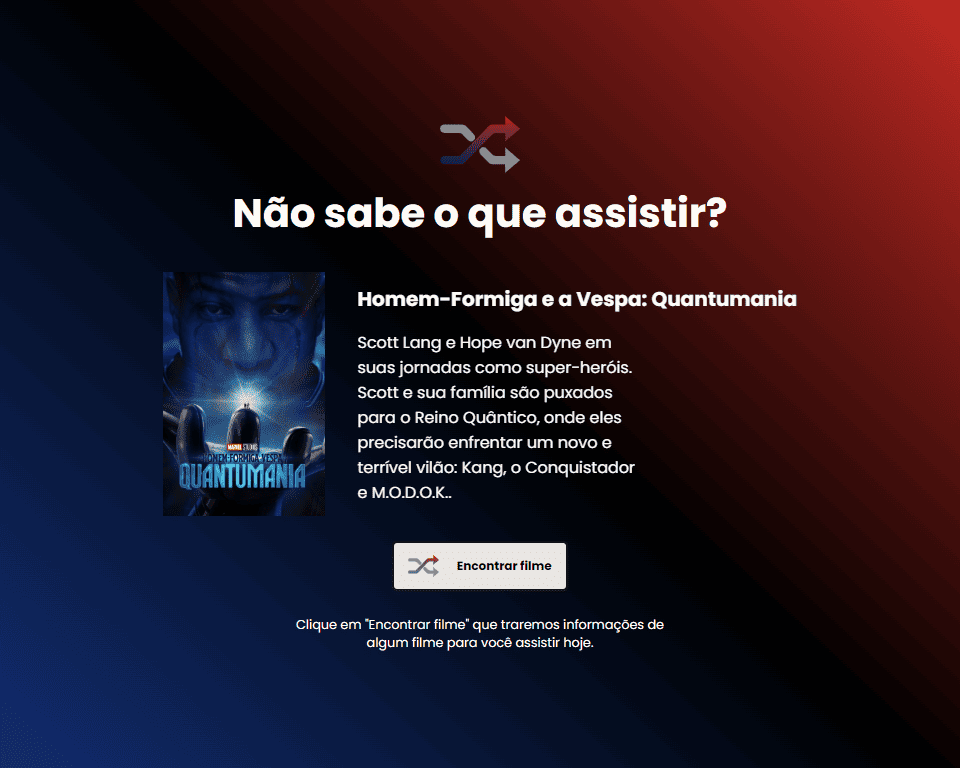 Não sabe o que assistir?
Homem-Formiga e a Vespa: Quantumania
Scott Lang e Hope van Dyne em
suas jornadas como super-heróis.
Scott e sua família são puxados
para o Reino Quântico, onde eles
precisarão enfrentar um novo e
terrível vilão: Kang, o Conquistador
e M.O.D.O.K..
MARVEL STUDIOS
HOMEM-FORMIGA E A VESPA
QUANTUMANIA
Encontrar filme
Clique em "Encontrar filme" que traremos informações de
algum filme para você assistir hoje.